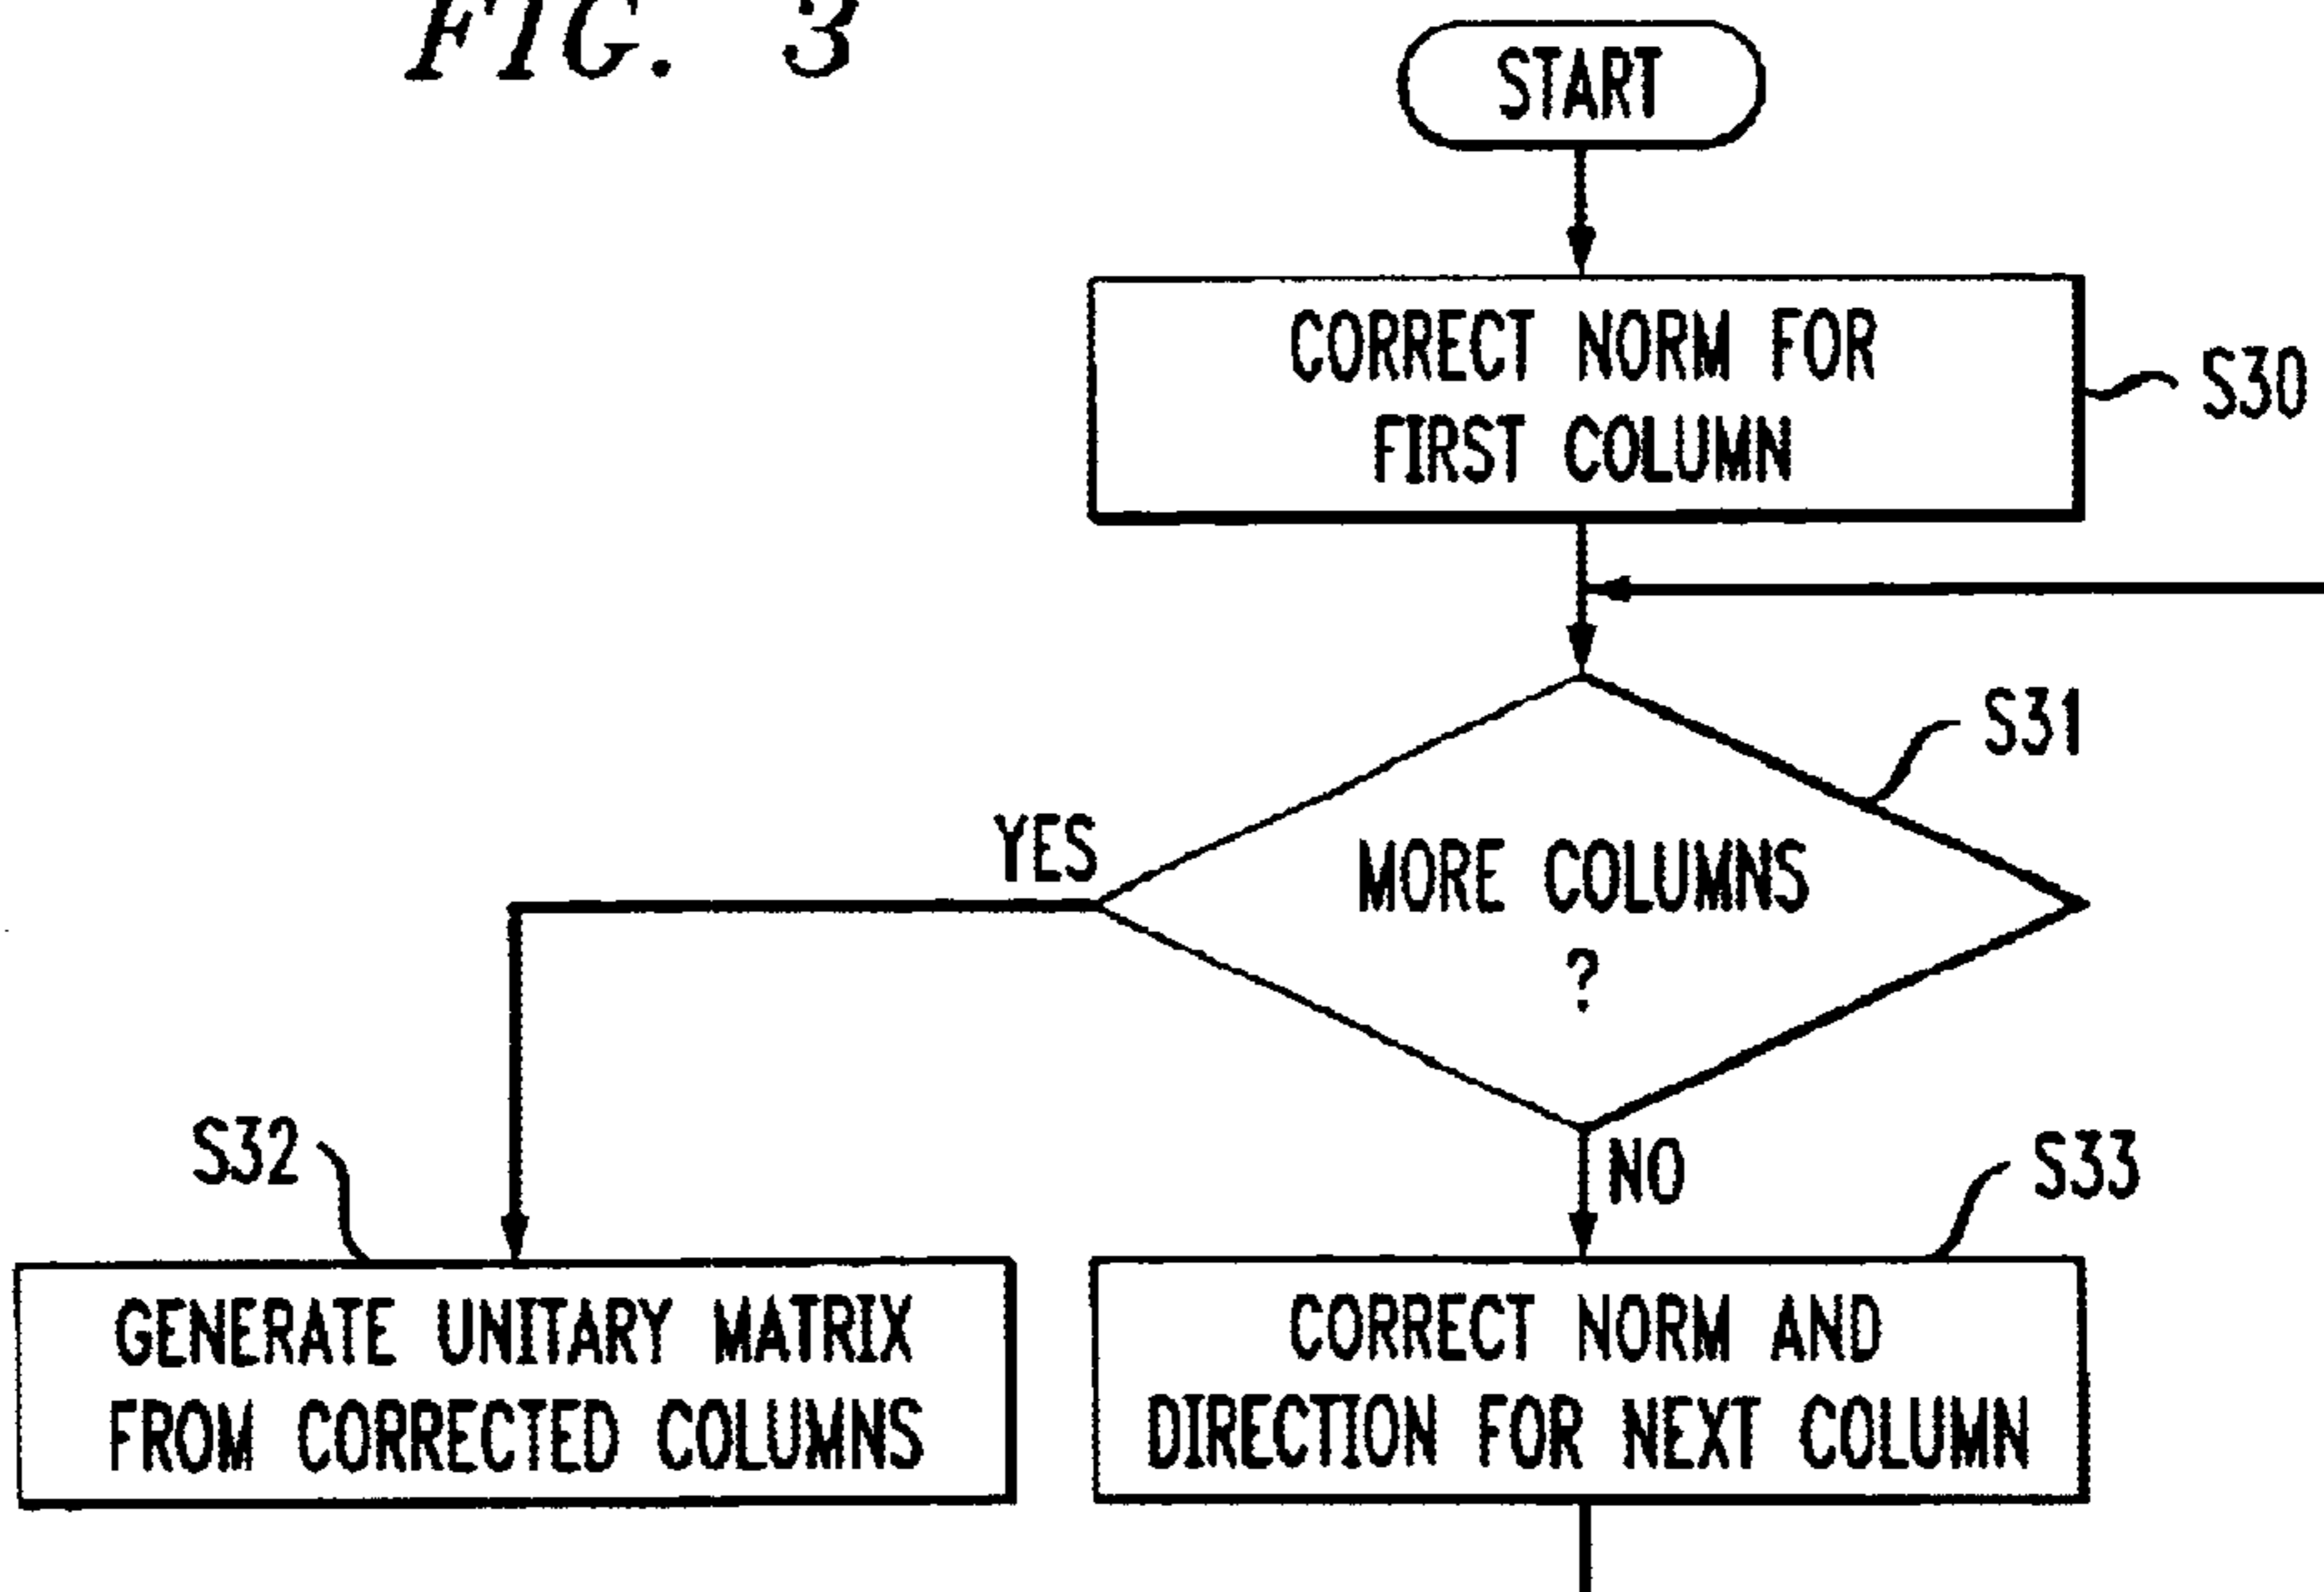 FIG. 3
START
CORRECT NORM FOR
FIRST COLUMN
S30
S31
YES
MORE COLUMNS
?
NO
S32
S33
GENERATE UNITARY MATRIX
FROM CORRECTED COLUMNS
CORRECT NORM AND
DIRECTION FOR NEXT COLUMN